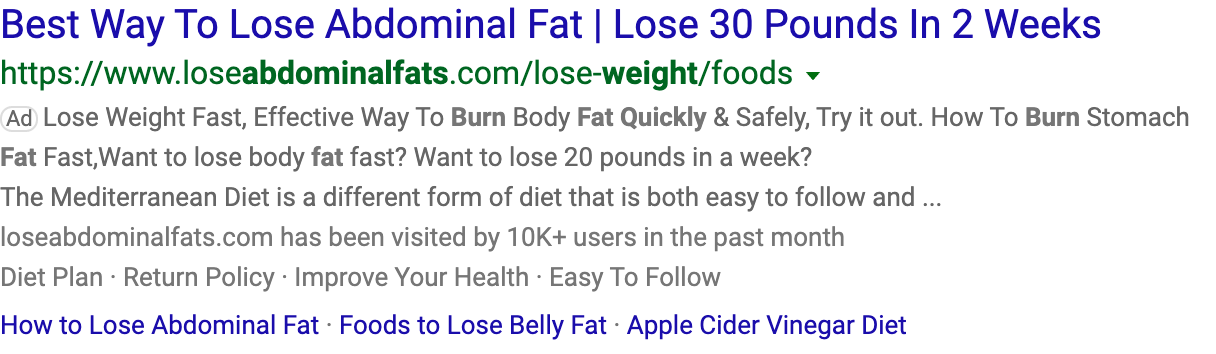 Best Way To Lose Abdominal Fat | Lose 30 Pounds In 2 Weeks
https://www.loseabdominalfats.com/lose-weight/foods
Ad Lose Weight Fast, Effective Way To Burn Body Fat Quickly & Safely, Try it out. How To Burn Stomach
Fat Fast,Want to lose body fat fast? Want to lose 20 pounds in a week?
The Mediterranean Diet is a different form of diet that is both easy to follow and ...
loseabdominalfats.com has been visited by 10K+ users in the past month
Diet Plan · Return Policy · Improve Your Health · Easy To Follow
How to Lose Abdominal Fat · Foods to Lose Belly Fat · Apple Cider Vinegar Diet